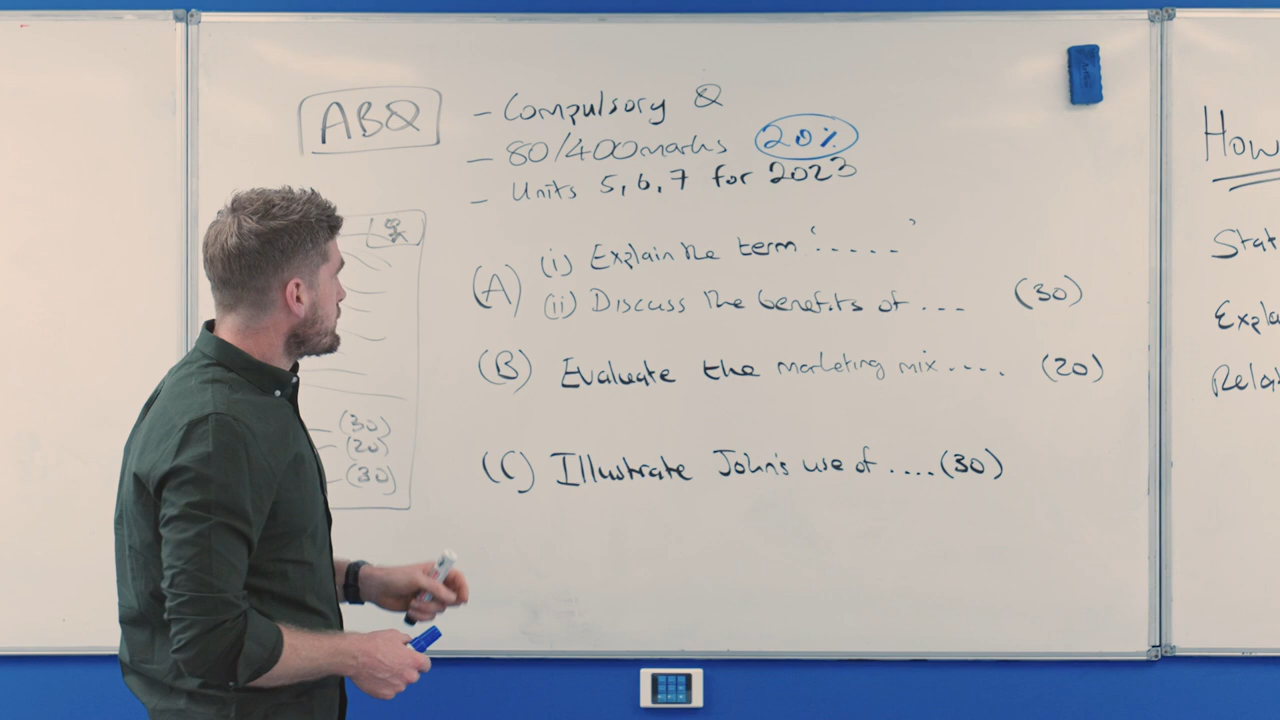 ABQ
- Compulsory Q
- 80/400 marks 20%
- Units 5, 6, 7 for 2023
(A) (i) Explain the term '.....'
(ii) Discuss the benefits of ... (30)
(B) Evaluate the marketing mix .... (20)
(C) Illustrate John's use of .... (30)
(30)
(20)
(30)
How
Stat
Expla
Relat